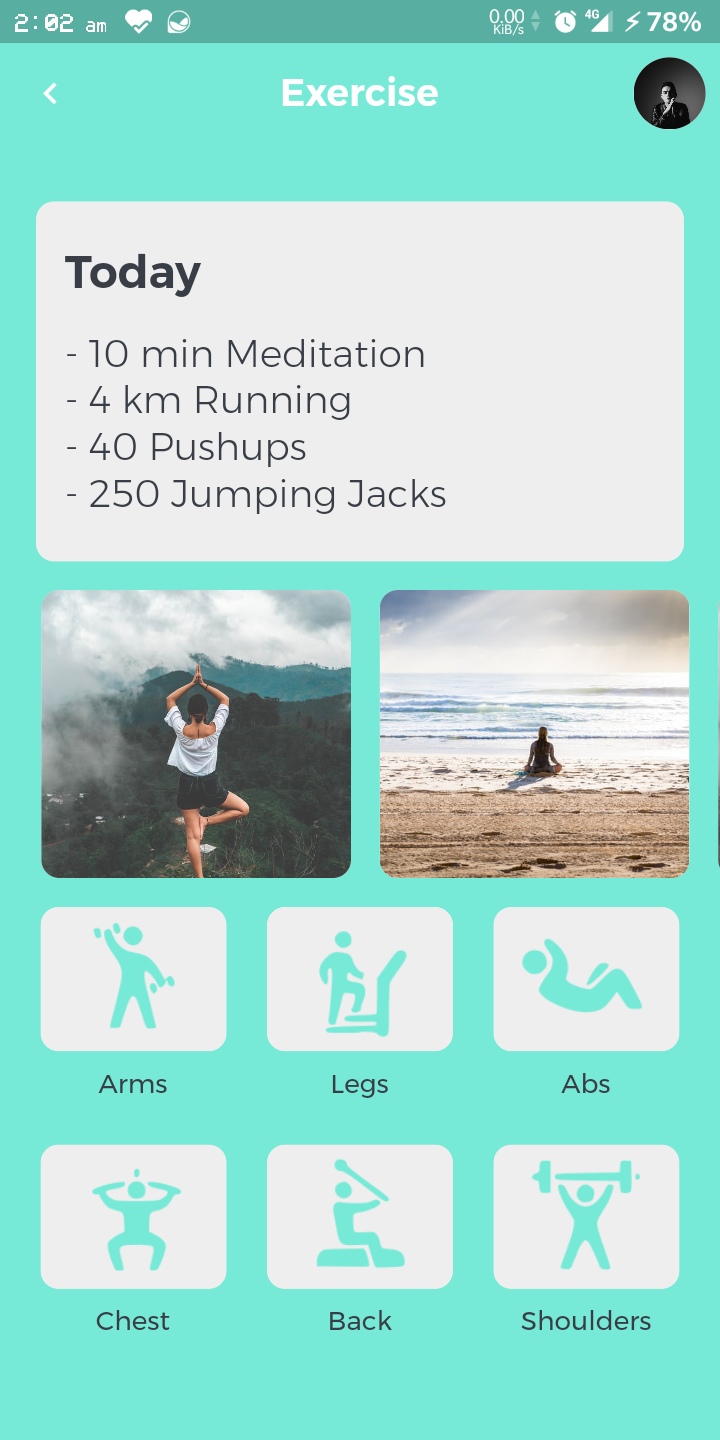 2:02 am
0.00
KiB/s
4G
78%
Exercise
Today
- 10 min Meditation
- 4 km Running
- 40 Pushups
- 250 Jumping Jacks
Arms
Legs
Abs
Chest
Back
Shoulders